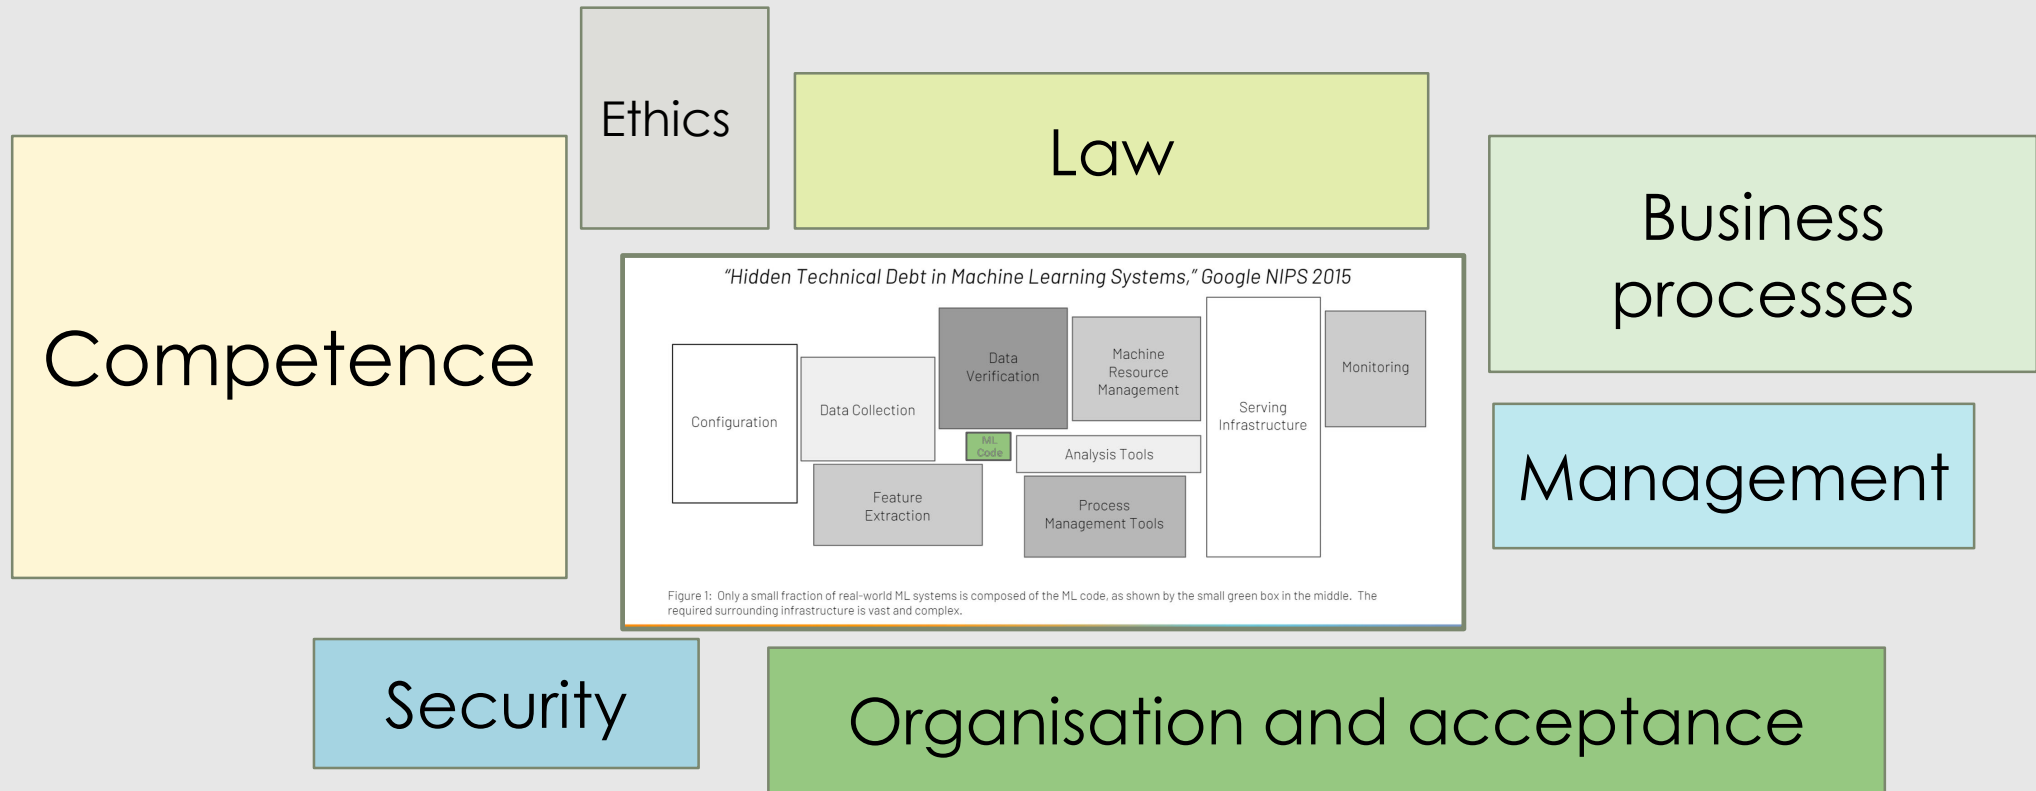 Ethics
Law
Competence
Business
processes
Management
“Hidden Technical Debt in Machine Learning Systems,” Google NIPS 2015
Configuration
Data Collection
Data
Verification
Machine
Resource
Management
Serving
Infrastructure
Monitoring
ML
Code
Analysis Tools
Feature
Extraction
Process
Management Tools
Figure 1: Only a small fraction of real-world ML systems is composed of the ML code, as shown by the small green box in the middle. The
required surrounding infrastructure is vast and complex.
Security
Organisation and acceptance